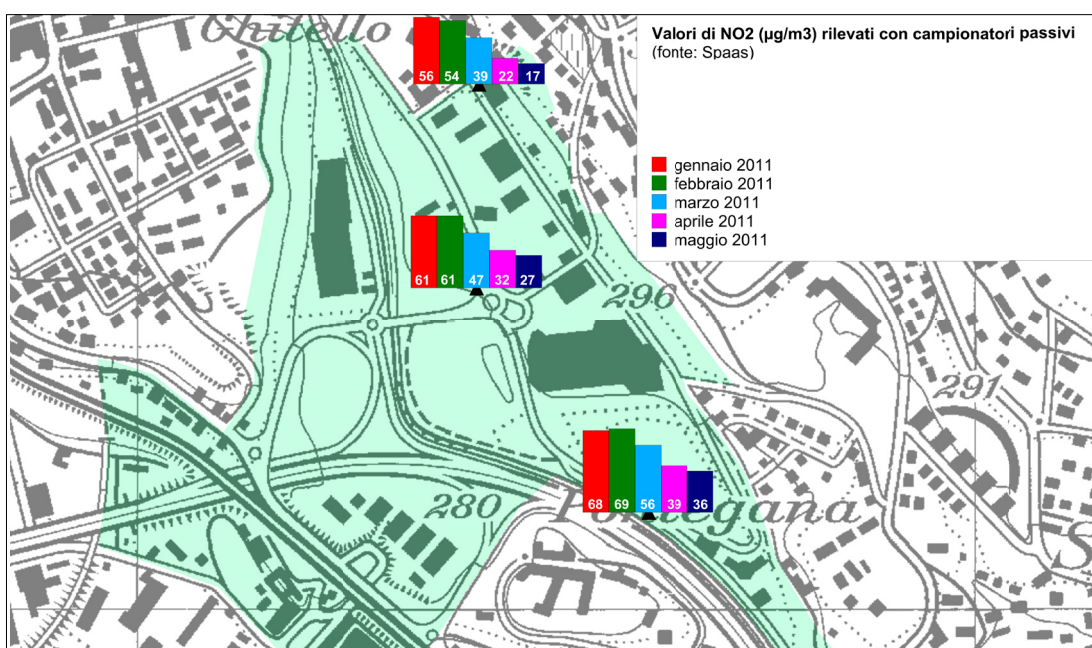 Valori di NO2 (µg/m3) rilevati con campionatori passivi
(fonte: Spaas)
gennaio 2011
febbraio 2011
marzo 2011
aprile 2011
maggio 2011
56 54 39 22 17
61 61 47 32 27
296
291
68 69 56 39 36
280